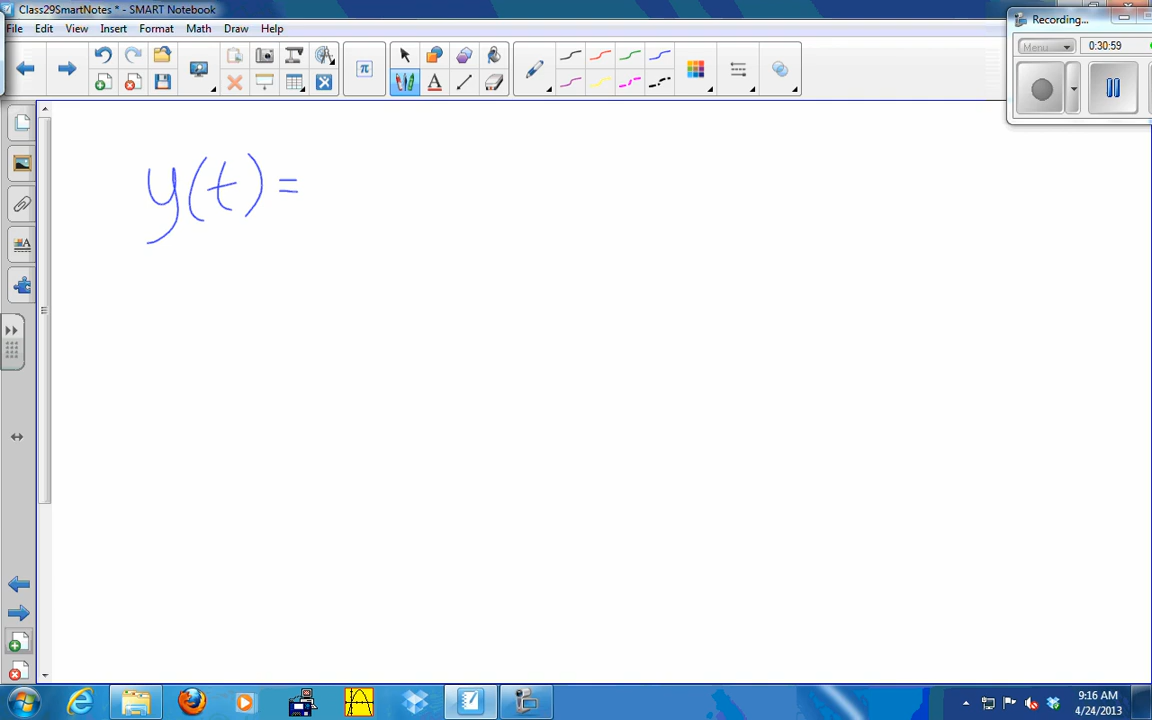 Class29SmartNotes * - SMART Notebook
File Edit View Insert Format Math Draw Help
Recording...
Menu
0:30:59
π
A
y(t) =
9:16 AM
4/24/2013